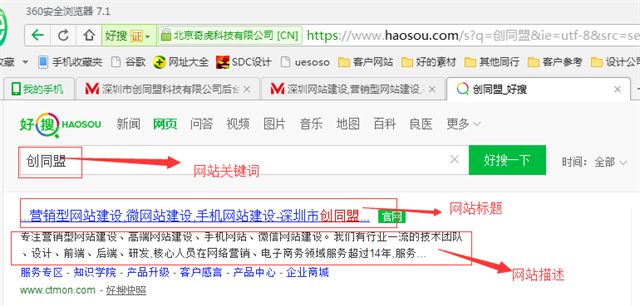 360安全浏览器 7.1
好搜 证 北京奇虎科技有限公司 [CN] https://www.haosou.com/s?q=创同盟&ie=utf-8&src=se
收藏 手机收藏夹 谷歌 网址大全 SDC设计 uesoso 客户网站 好的素材 其他同行 客户参考 设计公
我的手机 深圳市创同盟科技有限公司后台 深圳网站建设,营销型网站建设, 创同盟_好搜
好搜 HAOSOU 新闻 网页 问答 视频 图片 音乐 地图 百科 良医 更多
创同盟 好搜一下 时间: 全部
网站关键词
...营销型网站建设,微网站建设,手机网站建设-深圳市创同盟... 官网
网站标题
专注营销型网站建设、高端网站建设、手机网站、微信网站建设。我们有行业一流的技术团队
、设计、前端、后端、研发,核心人员在网络营销、电子商务领域服务超过14年,服务...
网站描述
服务专区 - 知识学院 - 产品升级 - 客户感言 - 产品中心 - 企业商城
www.ctmon.com - 好搜快照